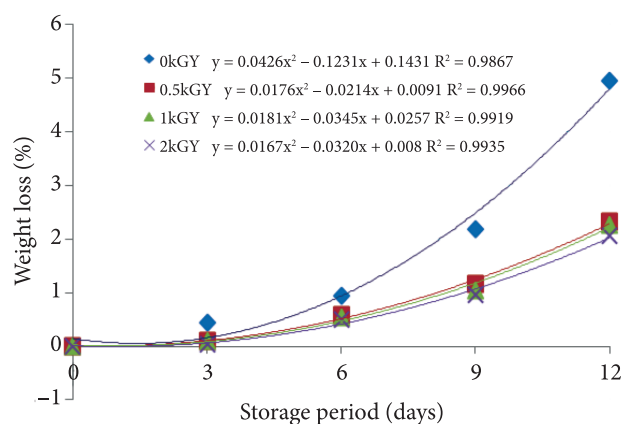 6
5
4
3
2
1
0
−1
Weight loss (%)
0kGY y = 0.0426x² − 0.1231x + 0.1431 R² = 0.9867
0.5kGY y = 0.0176x² − 0.0214x + 0.0091 R² = 0.9966
1kGY y = 0.0181x² − 0.0345x + 0.0257 R² = 0.9919
2kGY y = 0.0167x² − 0.0320x + 0.008 R² = 0.9935
0 3 6 9 12
Storage period (days)